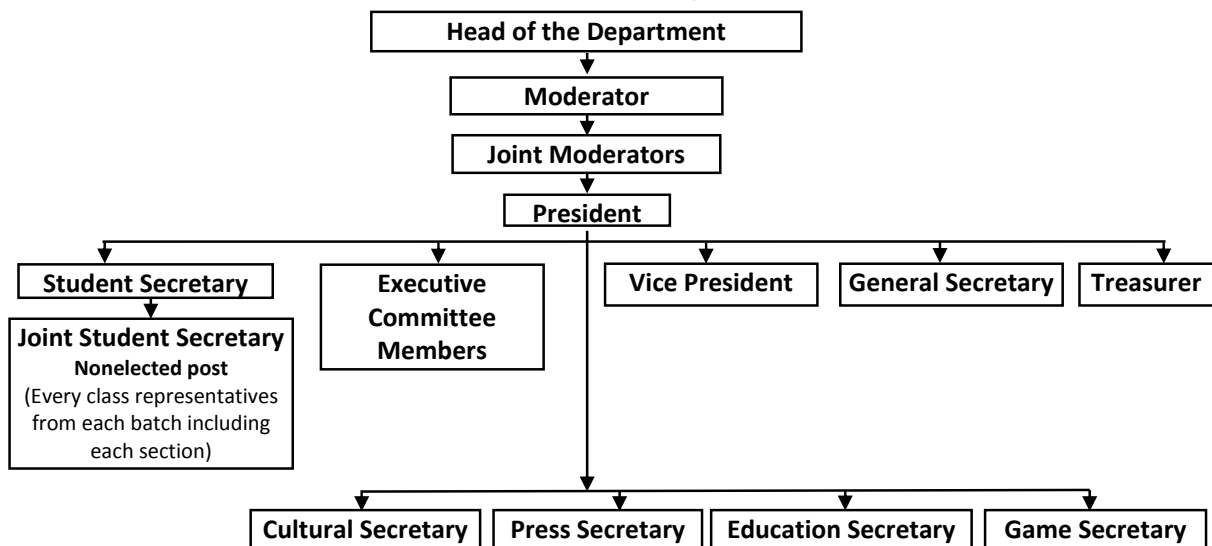 Head of the Department
Moderator
Joint Moderators
President
Student Secretary
Executive
Committee
Members
Vice President
General Secretary
Treasurer
Joint Student Secretary
Nonelected post
(Every class representatives
from each batch including
each section)
Cultural Secretary
Press Secretary
Education Secretary
Game Secretary